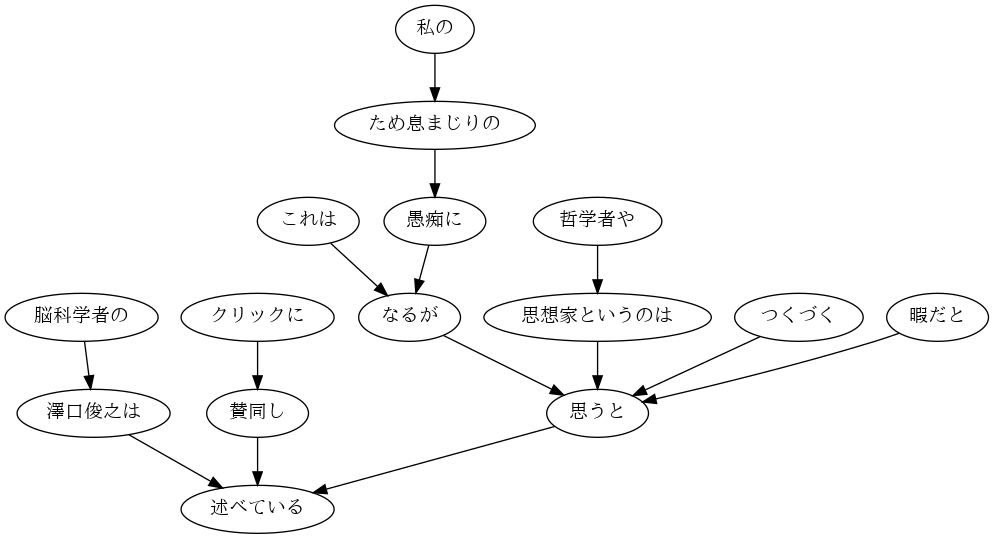 私の
ため息まじりの
これは
愚痴に
哲学者や
脳科学者の
クリックに
なるが
思想家というのは
つくづく
暇だと
澤口俊之は
賛同し
思うと
述べている